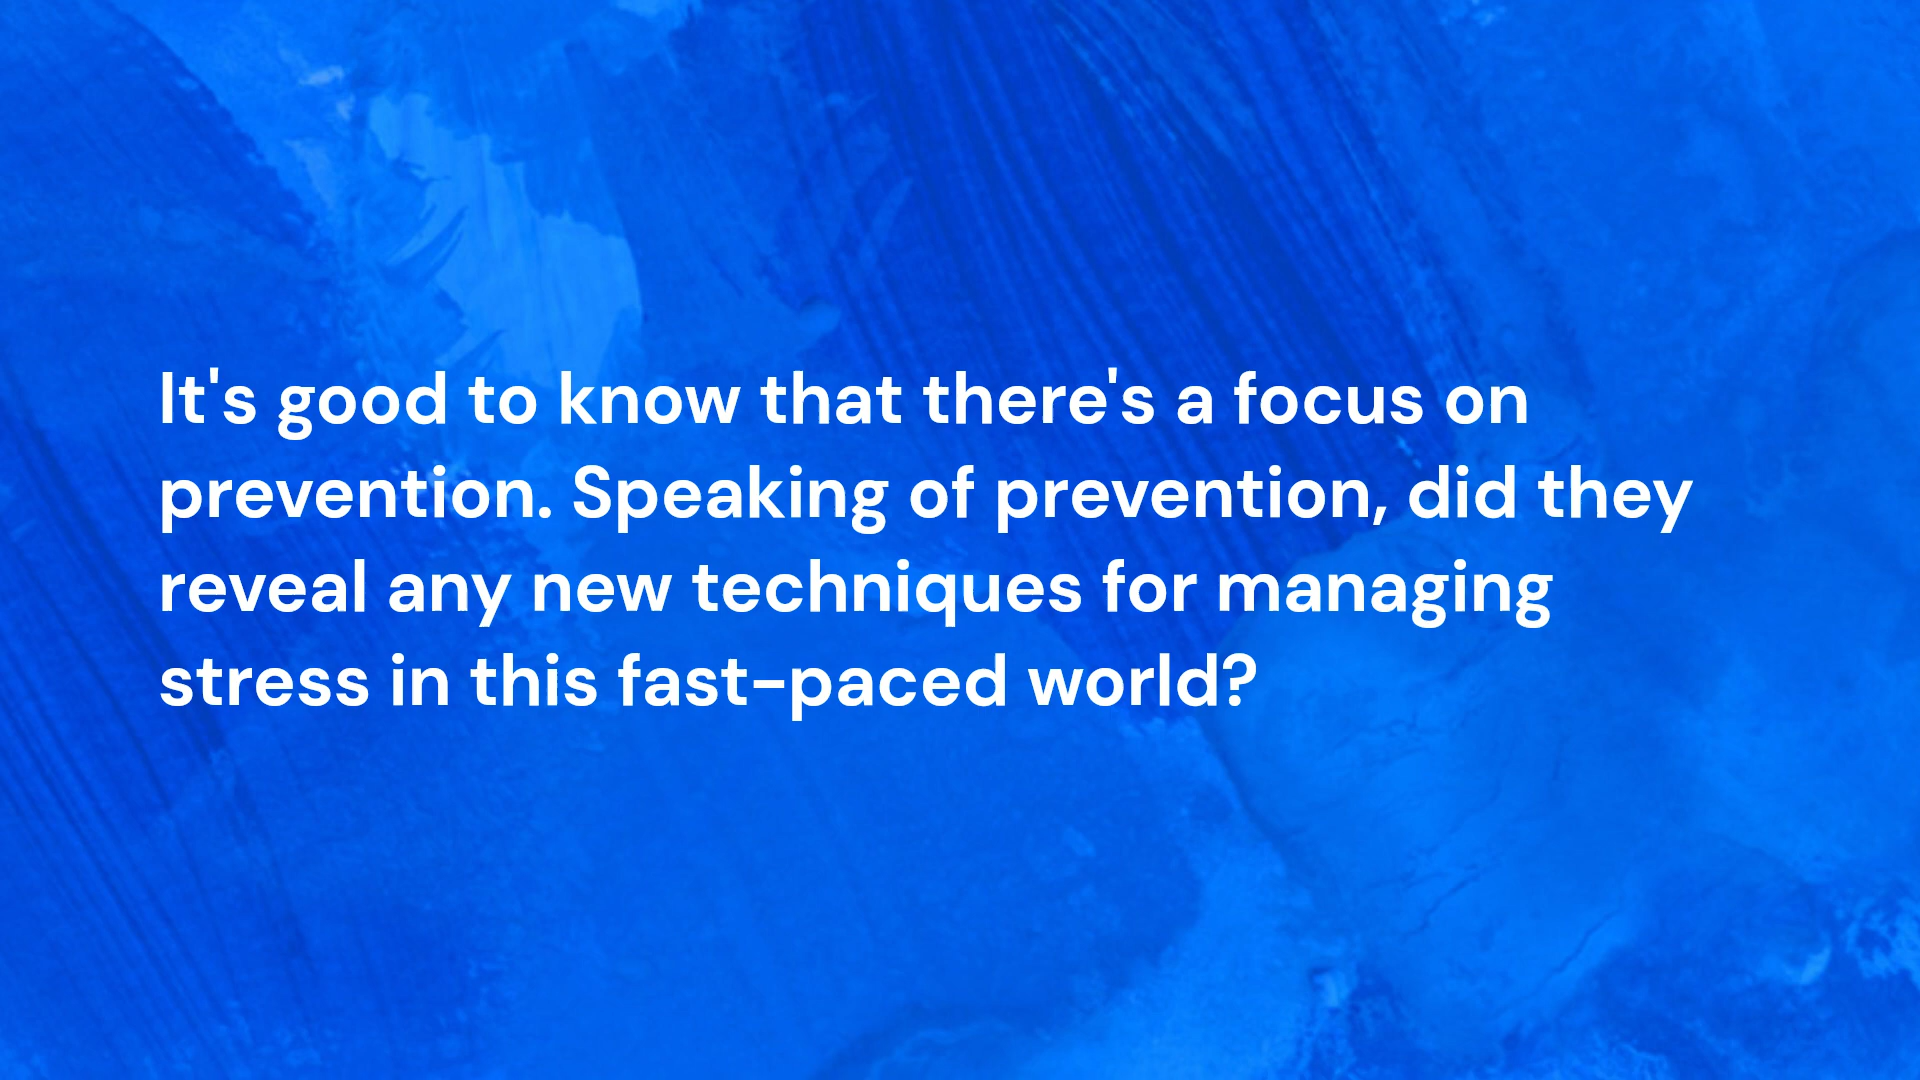 It's good to know that there's a focus on
prevention. Speaking of prevention, did they
reveal any new techniques for managing
stress in this fast-paced world?